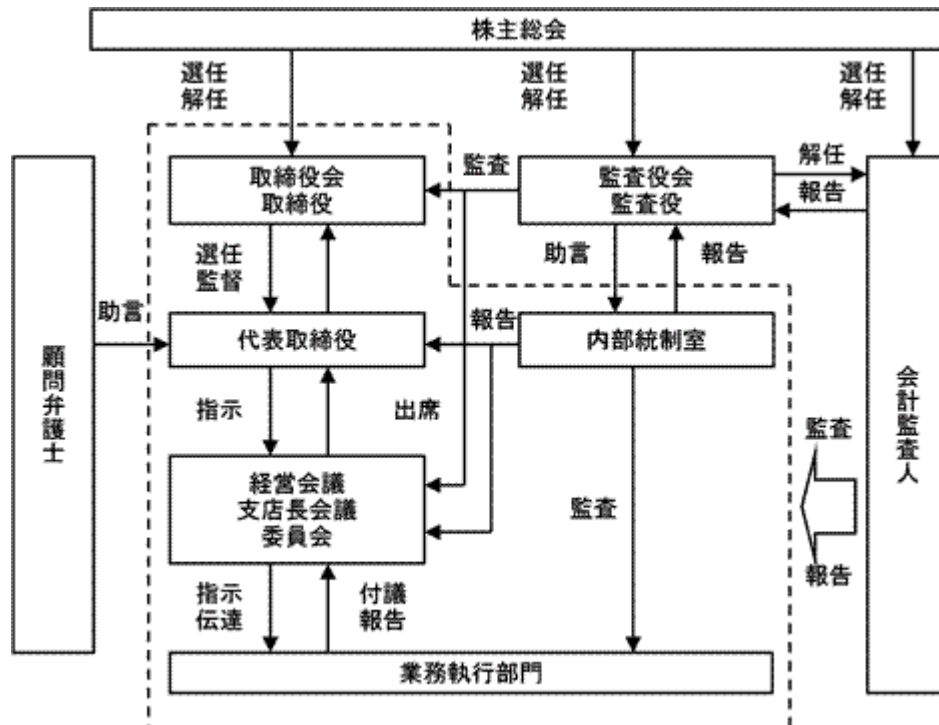 株主総会
選任
解任
選任
解任
選任
解任
取締役会
取締役
監査
監査役会
監査役
解任
報告
選任
監督
助言
報告
助言
代表取締役
報告
内部統制室
顧問弁護士
会計監査人
指示
出席
経営会議
支店長会議
委員会
監査
監査
報告
指示
伝達
付議
報告
業務執行部門